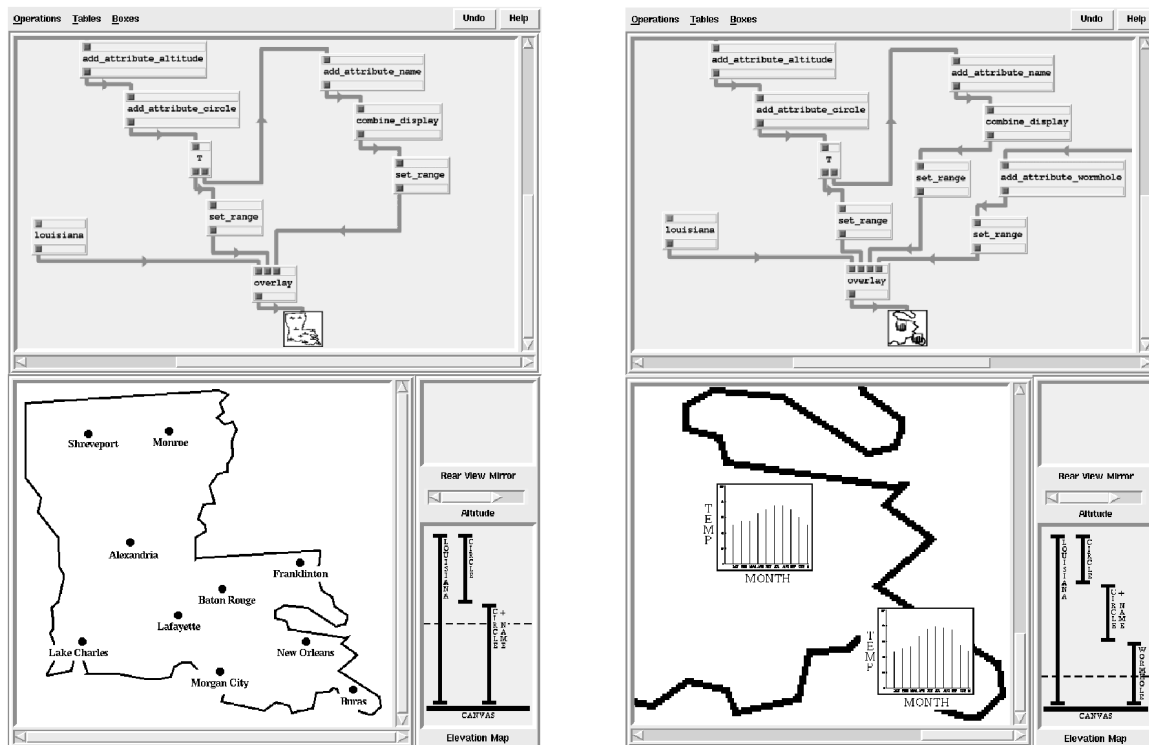 Operations Tables Boxes Undo Help
add_attribute_altitude
add_attribute_name
add_attribute_circle
combine_display
T
set_range
set_range
louisiana
overlay
Shreveport
Monroe
Alexandria
Franklinton
Baton Rouge
Lafayette
Lake Charles
New Orleans
Morgan City
Buras
Rear View Mirror
Altitude
LOUISIANA
CIRCLE
CIRCLE
+ NAME
CANVAS
Elevation Map
Operations Tables Boxes Undo Help
add_attribute_altitude
add_attribute_name
add_attribute_circle
combine_display
T
set_range
add_attribute_wormhole
set_range
louisiana
set_range
overlay
TEMP
MONTH
TEMP
MONTH
Rear View Mirror
Altitude
LOUISIANA
CIRCLE
CIRCLE
+ NAME
WORMHOLE
CANVAS
Elevation Map